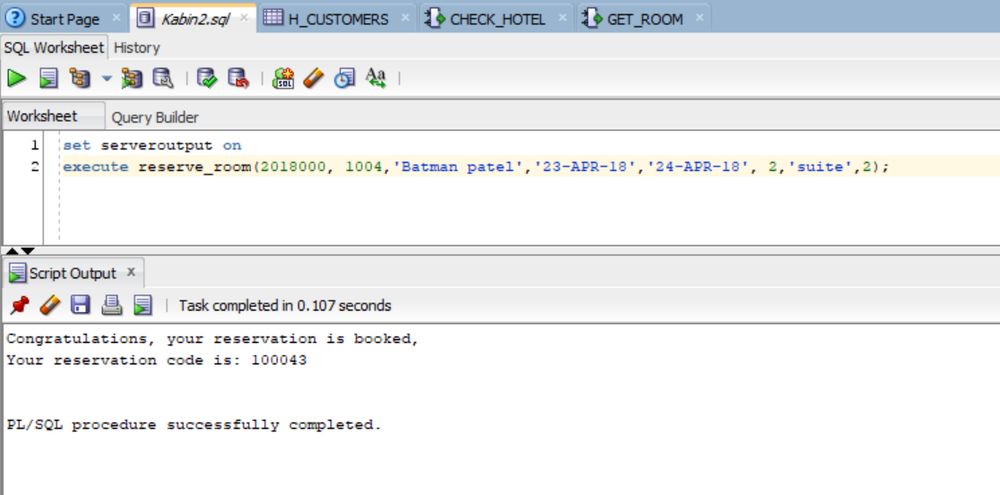 Start Page Kabin2.sql H_CUSTOMERS CHECK_HOTEL GET_ROOM
SQL Worksheet History
Worksheet Query Builder
1 set serveroutput on
2 execute reserve_room(2018000, 1004,'Batman patel','23-APR-18','24-APR-18', 2,'suite',2);
Script Output x
Task completed in 0.107 seconds
Congratulations, your reservation is booked,
Your reservation code is: 100043
PL/SQL procedure successfully completed.